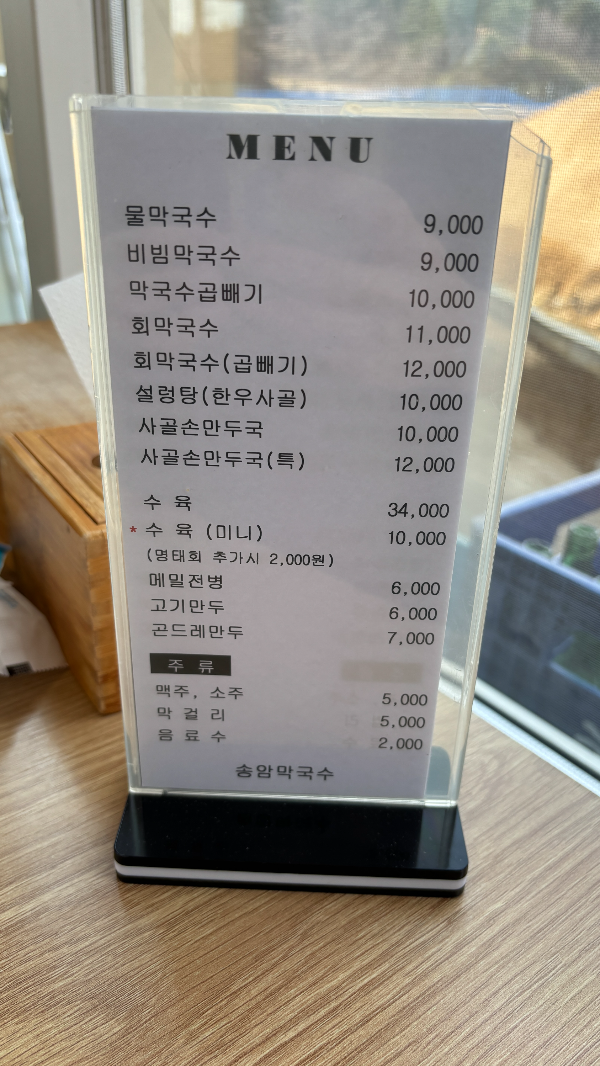 MENU
물막국수 9,000
비빔막국수 9,000
막국수곱빼기 10,000
회막국수 11,000
회막국수(곱빼기) 12,000
설렁탕(한우사골) 10,000
사골손만두국 10,000
사골손만두국(특) 12,000
수 육 34,000
* 수 육 (미니) 10,000
(명태회 추가시 2,000원)
메밀전병 6,000
고기만두 6,000
곤드레만두 7,000
주 류
맥주, 소주 5,000
막 걸 리 5,000
음 료 수 2.000
송암막국수